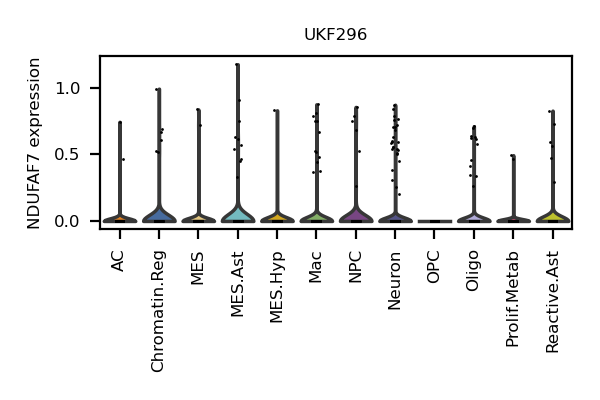 UKF296
NDUFAF7 expression
1.0
0.5
0.0
AC
Chromatin.Reg
MES
MES.Ast
MES.Hyp
Mac
NPC
Neuron
OPC
Oligo
Prolif.Metab
Reactive.Ast